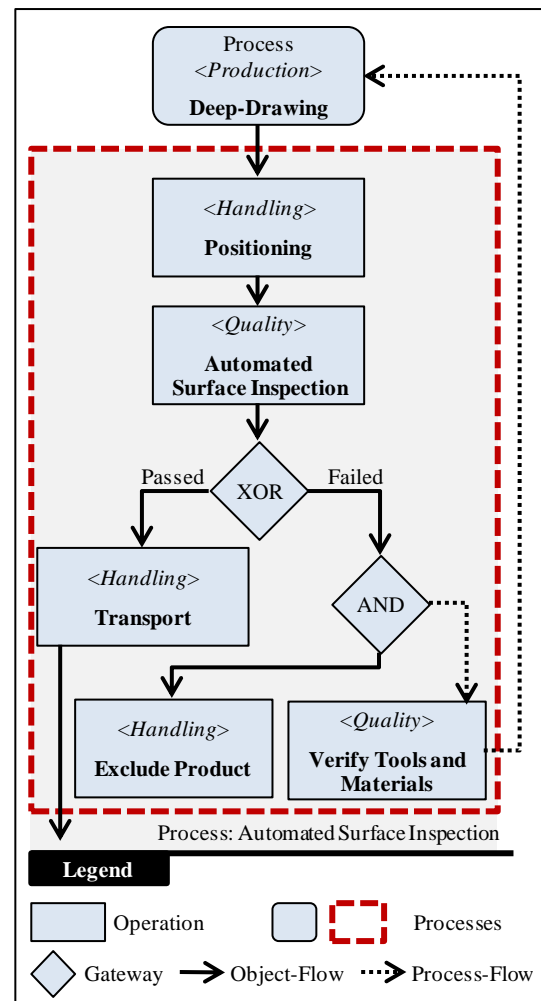 Process
<Production>
Deep-Drawing
<Handling>
Positioning
<Quality>
Automated
Surface Inspection
Passed
XOR
Failed
<Handling>
Transport
AND
<Handling>
Exclude Product
<Quality>
Verify Tools and
Materials
Process: Automated Surface Inspection
Legend
Operation
Processes
Gateway
Object-Flow
Process-Flow